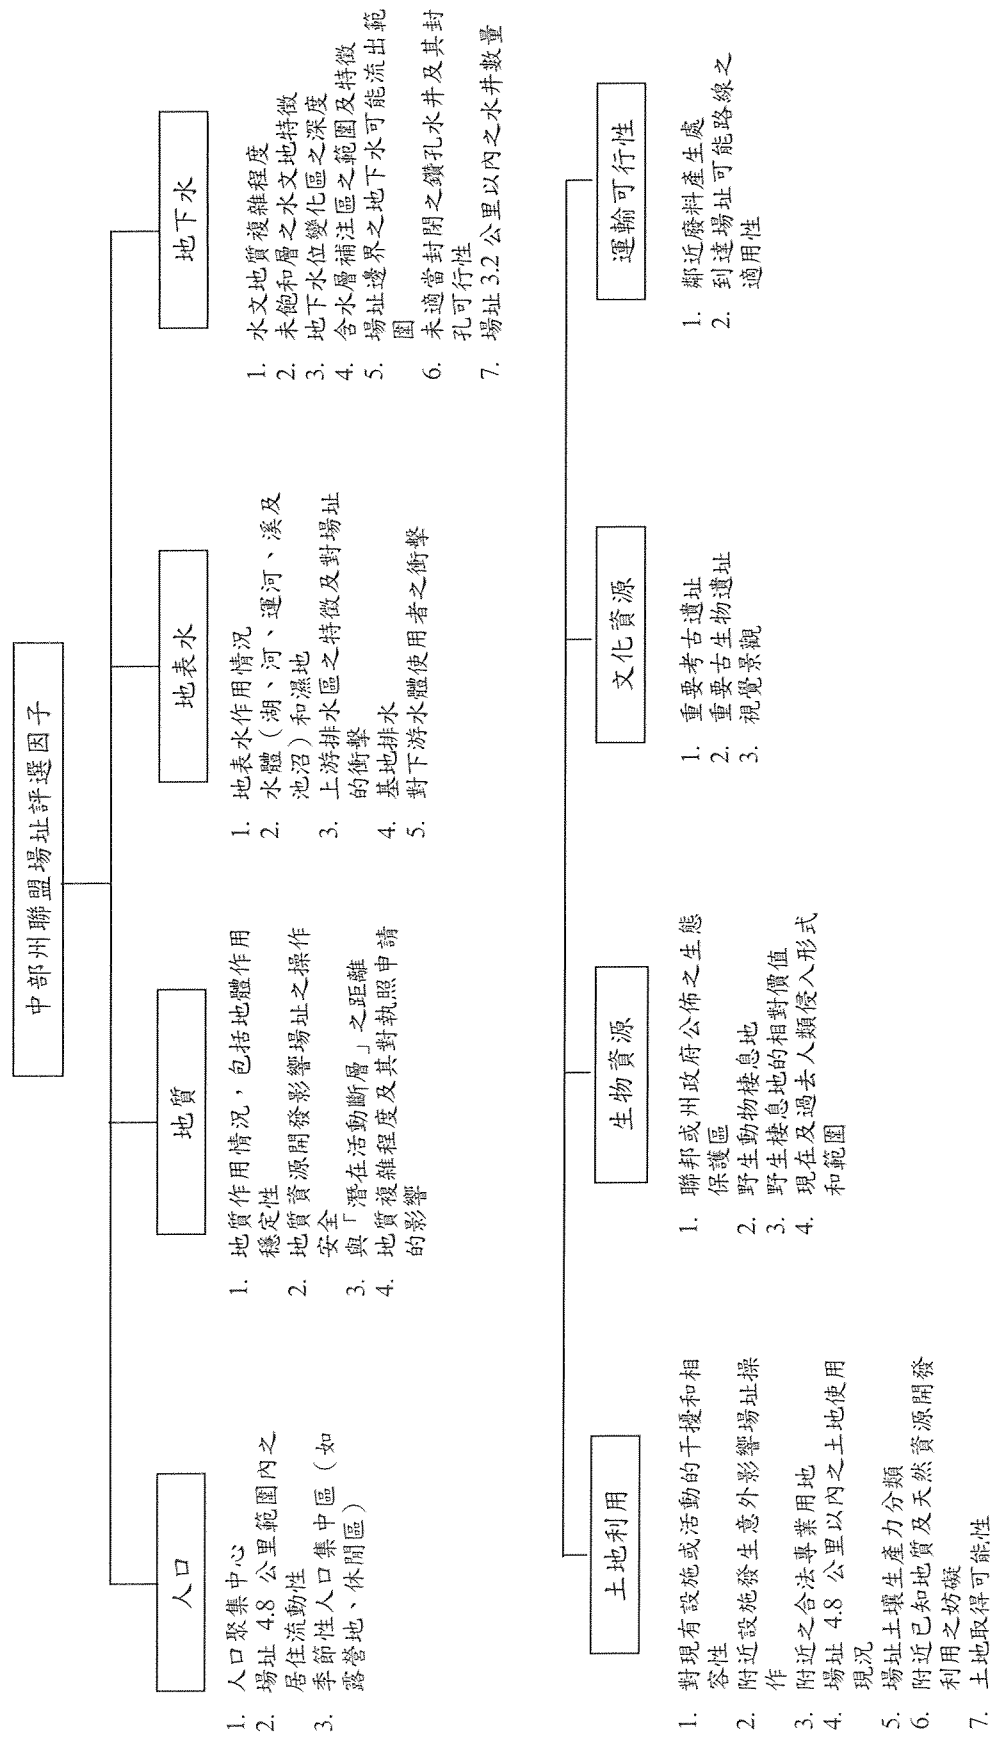 中部州聯盟場址評選因子
人口
1. 人口聚集中心
2. 場址 4.8 公里範圍內之
居住流動性
3. 季節性人口集中區（如
露營地、休閒區）
地質
1. 地質作用情況，包括地體作用
穩定性
2. 地質資源開發影響場址之操作
安全
3. 與「潛在活動斷層」之距離
4. 地質複雜程度及其對執照申請
的影響
地表水
1. 地表水作用情況
2. 水體（湖、河、運河、溪及
池沼）和濕地
3. 上游排水區之特徵及對場址
的衝擊
4. 基地排水
5. 對下游水體使用者之衝擊
地下水
1. 水文地質複雜程度
2. 未飽和層之水文地特徵
3. 地下水位變化區之深度
4. 含水層補注區之範圍及特徵
5. 場址邊界之地下水可能流出範
圍
6. 未適當封閉之鑽孔水井及其封
孔可行性
7. 場址 3.2 公里以內之水井數量
土地利用
1. 對現有設施或活動的干擾和相
容性
2. 附近設施發生意外影響場址操
作
3. 附近之合法專業用地
4. 場址 4.8 公里以內之土地使用
現況
5. 場址土壤生產力分類
6. 附近已知地質及天然資源開發
利用之妨礙
7. 土地取得可能性
生物資源
1. 聯邦或州政府公佈之生態
保護區
2. 野生動物棲息地
3. 野生棲息地的相對價值
4. 現在及過去人類侵入形式
和範圍
文化資源
1. 重要考古遺址
2. 重要古生物遺址
3. 視覺景觀
運輸可行性
1. 鄰近廢料產生處
2. 到達場址可能路線之
適用性